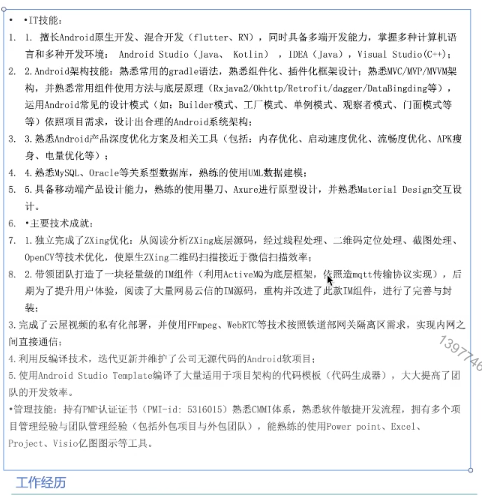 • •IT技能：
1. 1. 擅长Android原生开发、混合开发（flutter、RN），同时具备多端开发能力，掌握多种计算机语
言和多种开发环境： Android Studio（java、 Kotlin） ，IDEA（java），Visual Studio(C++)；
2. 2.Android架构技能：熟悉常用的gradle语法，熟悉组件化、插件化框架设计；熟悉MVC/MVP/MVVM架
构，并熟悉常用组件使用方法与底层原理（Rxjava2/Okhttp/Retrofit/dagger/DataBingding等），
运用Android常见的设计模式（如：Builder模式、工厂模式、单例模式、观察者模式、门面模式等
等）依照项目需求，设计出合理的Android系统架构；
3. 3.熟悉Android产品深度优化方案及相关工具（包括：内存优化、启动速度优化、流畅度优化、APK瘦
身、电量优化等）；
4. 4.熟悉MySQL、Oracle等关系型数据库，熟练的使用UML数据建模；
5. 5.具备移动端产品设计能力，熟练的使用墨刀、Axure进行原型设计，并熟悉Material Design交互设
计。
6. •主要技术成就：
7. 1.独立完成了ZXing优化：从阅读分析ZXing底层源码，经过线程处理、二维码定位处理、截图处理、
OpenCV等技术优化，使原生ZXing二维码扫描接近于微信扫描效率；
8. 2.带领团队打造了一块轻量级的IM组件（利用ActiveMQ为底层框架，依照造mqtt传输协议实现），后
期为了提升用户体验，阅读了大量网易云信的IM源码，重构并改进了此款IM组件，进行了完善与封
装；
3.完成了云屋视频的私有化部署，并使用FFmpeg、WebRTC等技术按照铁道部网关隔离区需求，实现内网之
间直接通信；
4.利用反编译技术，迭代更新并维护了公司无源代码的Android软项目；
5.使用Android Studio Template编译了大量适用于项目架构的代码模板（代码生成器），大大提高了团
队的开发效率。
•管理技能：持有PMP认证证书（PMI-id: 5316015）熟悉CMMI体系，熟悉软件敏捷开发流程，拥有多个项
目管理经验与团队管理经验（包括外包项目与外包团队），能熟练的使用Power point、Excel、
Project、Visio亿图图示等工具。
1397746
工作经历